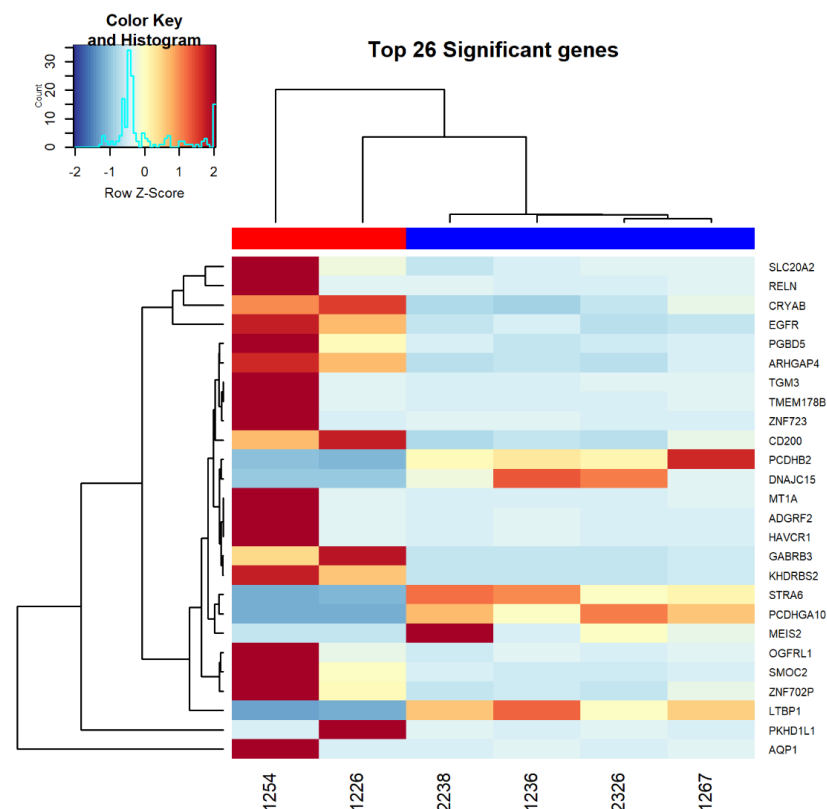 Color Key
and Histogram
Top 26 Significant genes
Count
0
10
20
30
-2 -1 0 1 2
Row Z-Score
SLC20A2
RELN
CRYAB
EGFR
PGBD5
ARHGAP4
TGM3
TMEM178B
ZNF723
CD200
PCDHB2
DNAJC15
MT1A
ADGRF2
HAVCR1
GABRB3
KHDRBS2
STRA6
PCDHGA10
MEIS2
OGFRL1
SMOC2
ZNF702P
LTBP1
PKHD1L1
AQP1
1254 1226 2238 1236 2326 1267